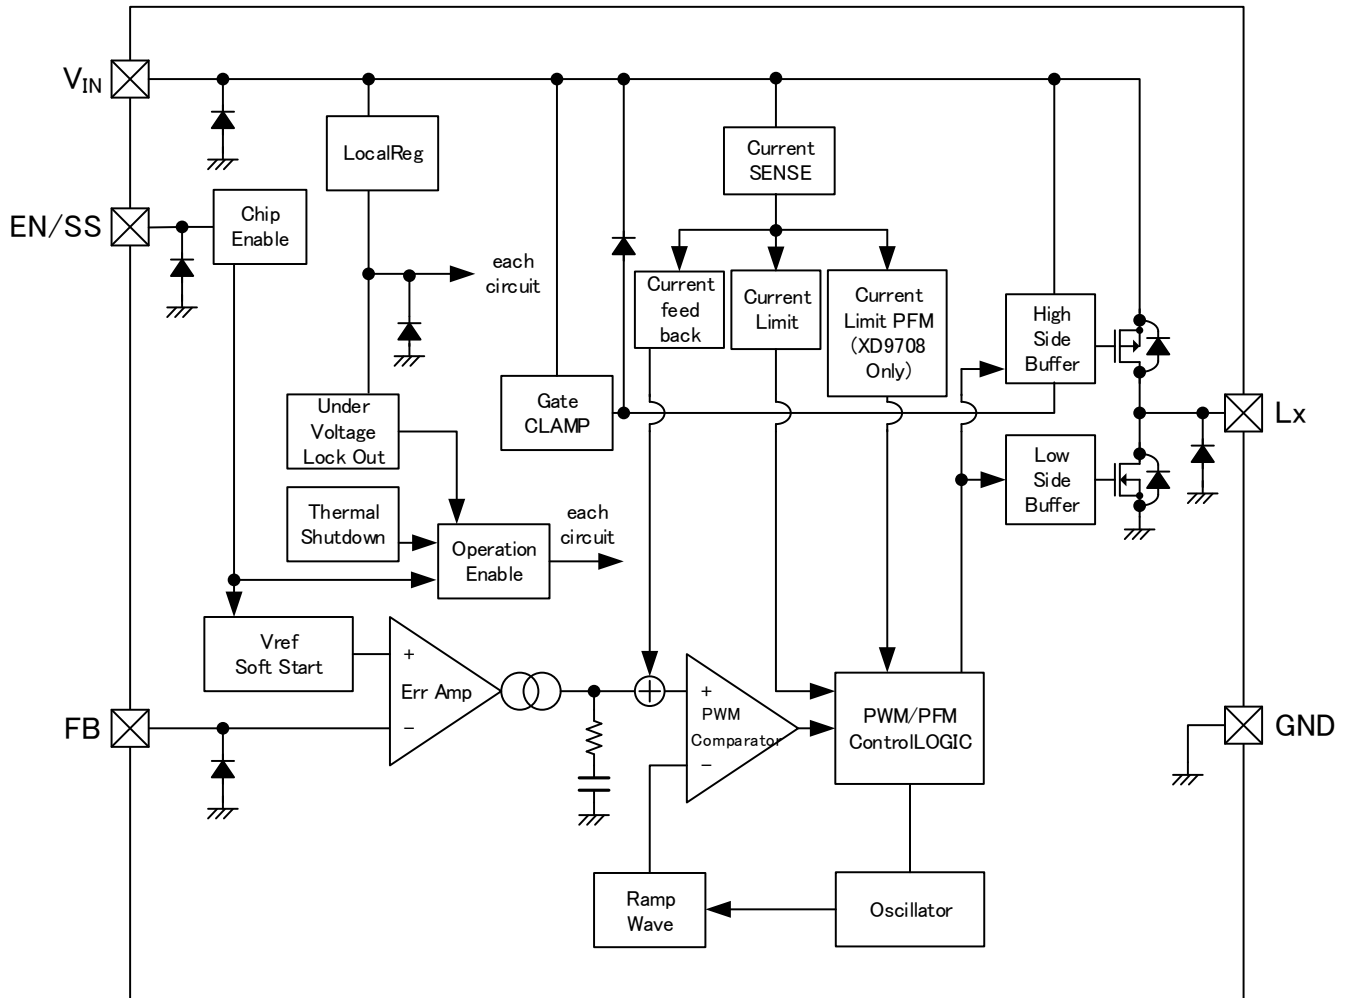 VIN
LocalReg
Current
SENSE
EN/SS
Chip
Enable
each
circuit
Current
feed
back
Current
Limit
Current
Limit PFM
(XD9708
Only)
High
Side
Buffer
Under
Voltage
Lock Out
Gate
CLAMP
Lx
Low
Side
Buffer
Thermal
Shutdown
Operation
Enable
each
circuit
Vref
Soft Start
+
Err Amp
−
FB
+
PWM
Comparator
−
PWM/PFM
ControlLOGIC
GND
Ramp
Wave
Oscillator